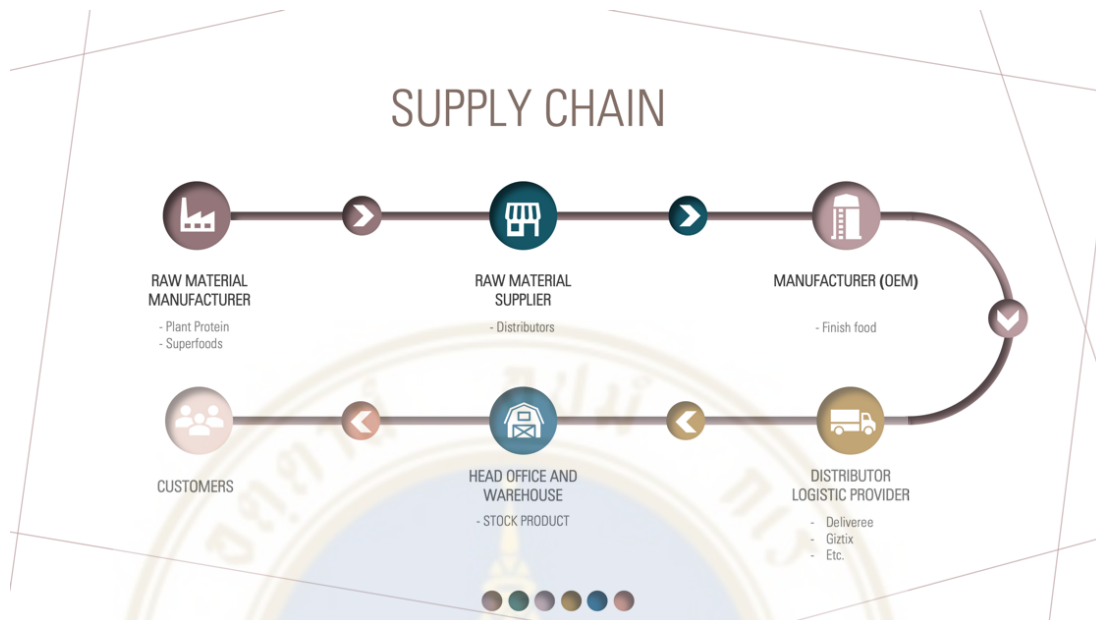 SUPPLY CHAIN
RAW MATERIAL
MANUFACTURER
- Plant Protein
- Superfoods
RAW MATERIAL
SUPPLIER
- Distributors
MANUFACTURER (OEM)
- Finish food
CUSTOMERS
HEAD OFFICE AND
WAREHOUSE
- STOCK PRODUCT
DISTRIBUTOR
LOGISTIC PROVIDER
- Deliveree
- Giztix
- Etc.